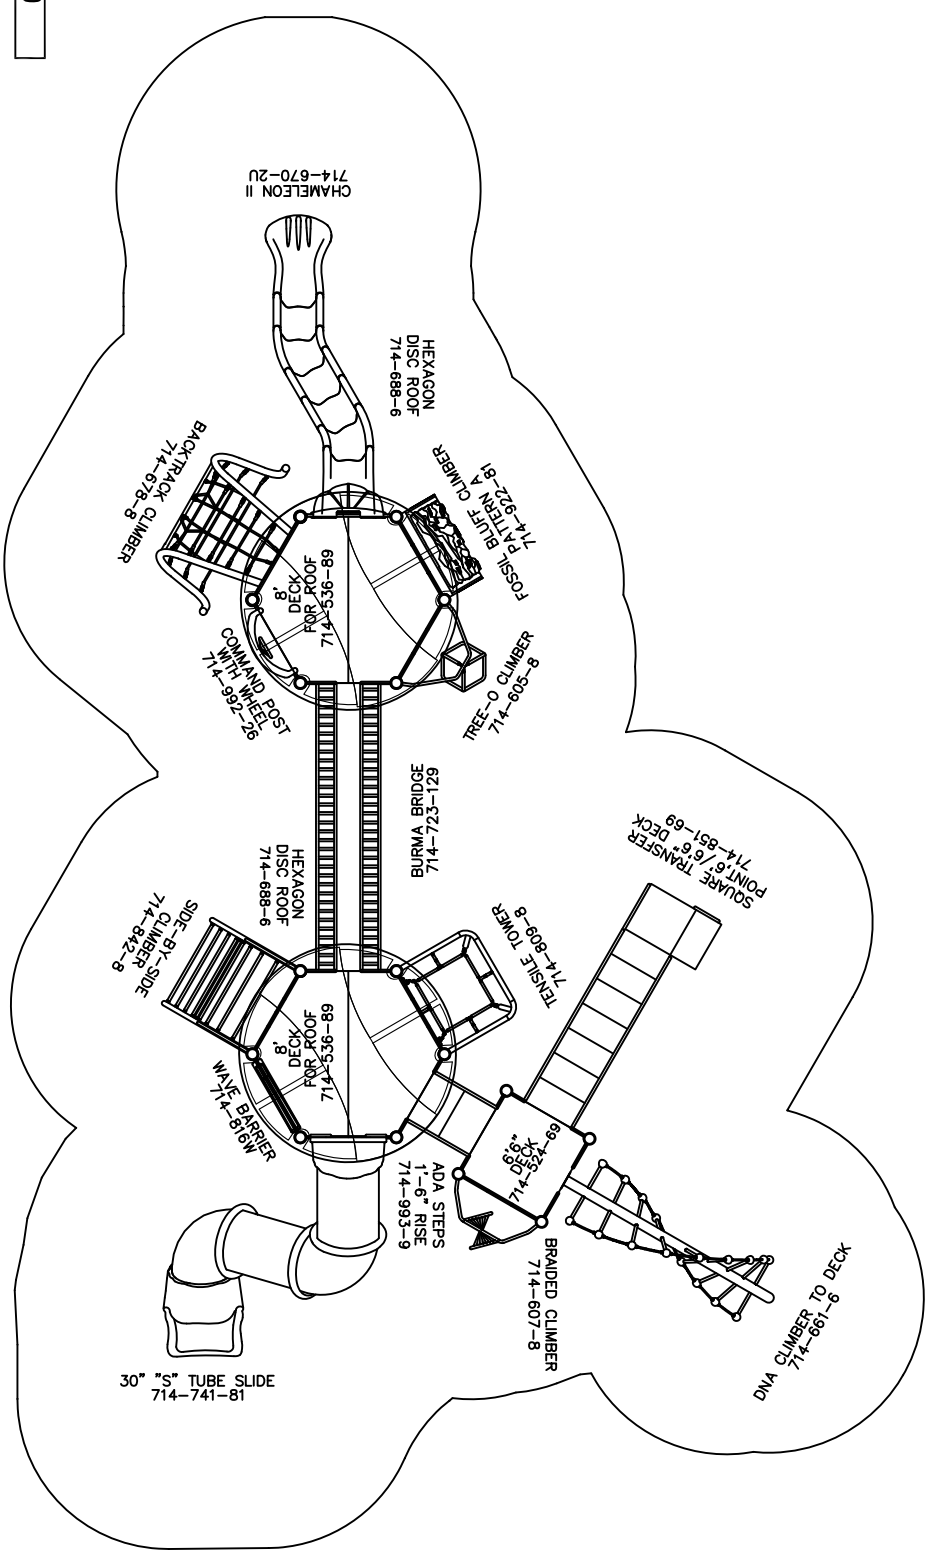 CHAMELEON II
714-670-2U
HEXAGON
DISC ROOF
714-688-6
BACKTRACK CLIMBER
714-678-8
FOSSIL BLUFF CLIMBER
PATTERN A
714-922-81
8'
DECK
FOR ROOF
714-536-89
COMMAND POST
WITH WHEEL
714-992-26
TREE-O CLIMBER
714-605-8
BURMA BRIDGE
714-723-129
HEXAGON
DISC ROOF
714-688-6
SQUARE TRANSFER
POINT,6'/6'6" DECK
714-851-69
SIDE-BY-SIDE
CLIMBER
714-842-8
TENSILE TOWER
714-809-8
8'
DECK
FOR ROOF
714-536-89
WAVE BARRIER
714-816W
6'6"
DECK
714-524-69
ADA STEPS
1'-6" RISE
714-993-9
BRAIDED CLIMBER
714-607-8
DNA CLIMBER TO DECK
714-661-6
30" "S" TUBE SLIDE
714-741-81